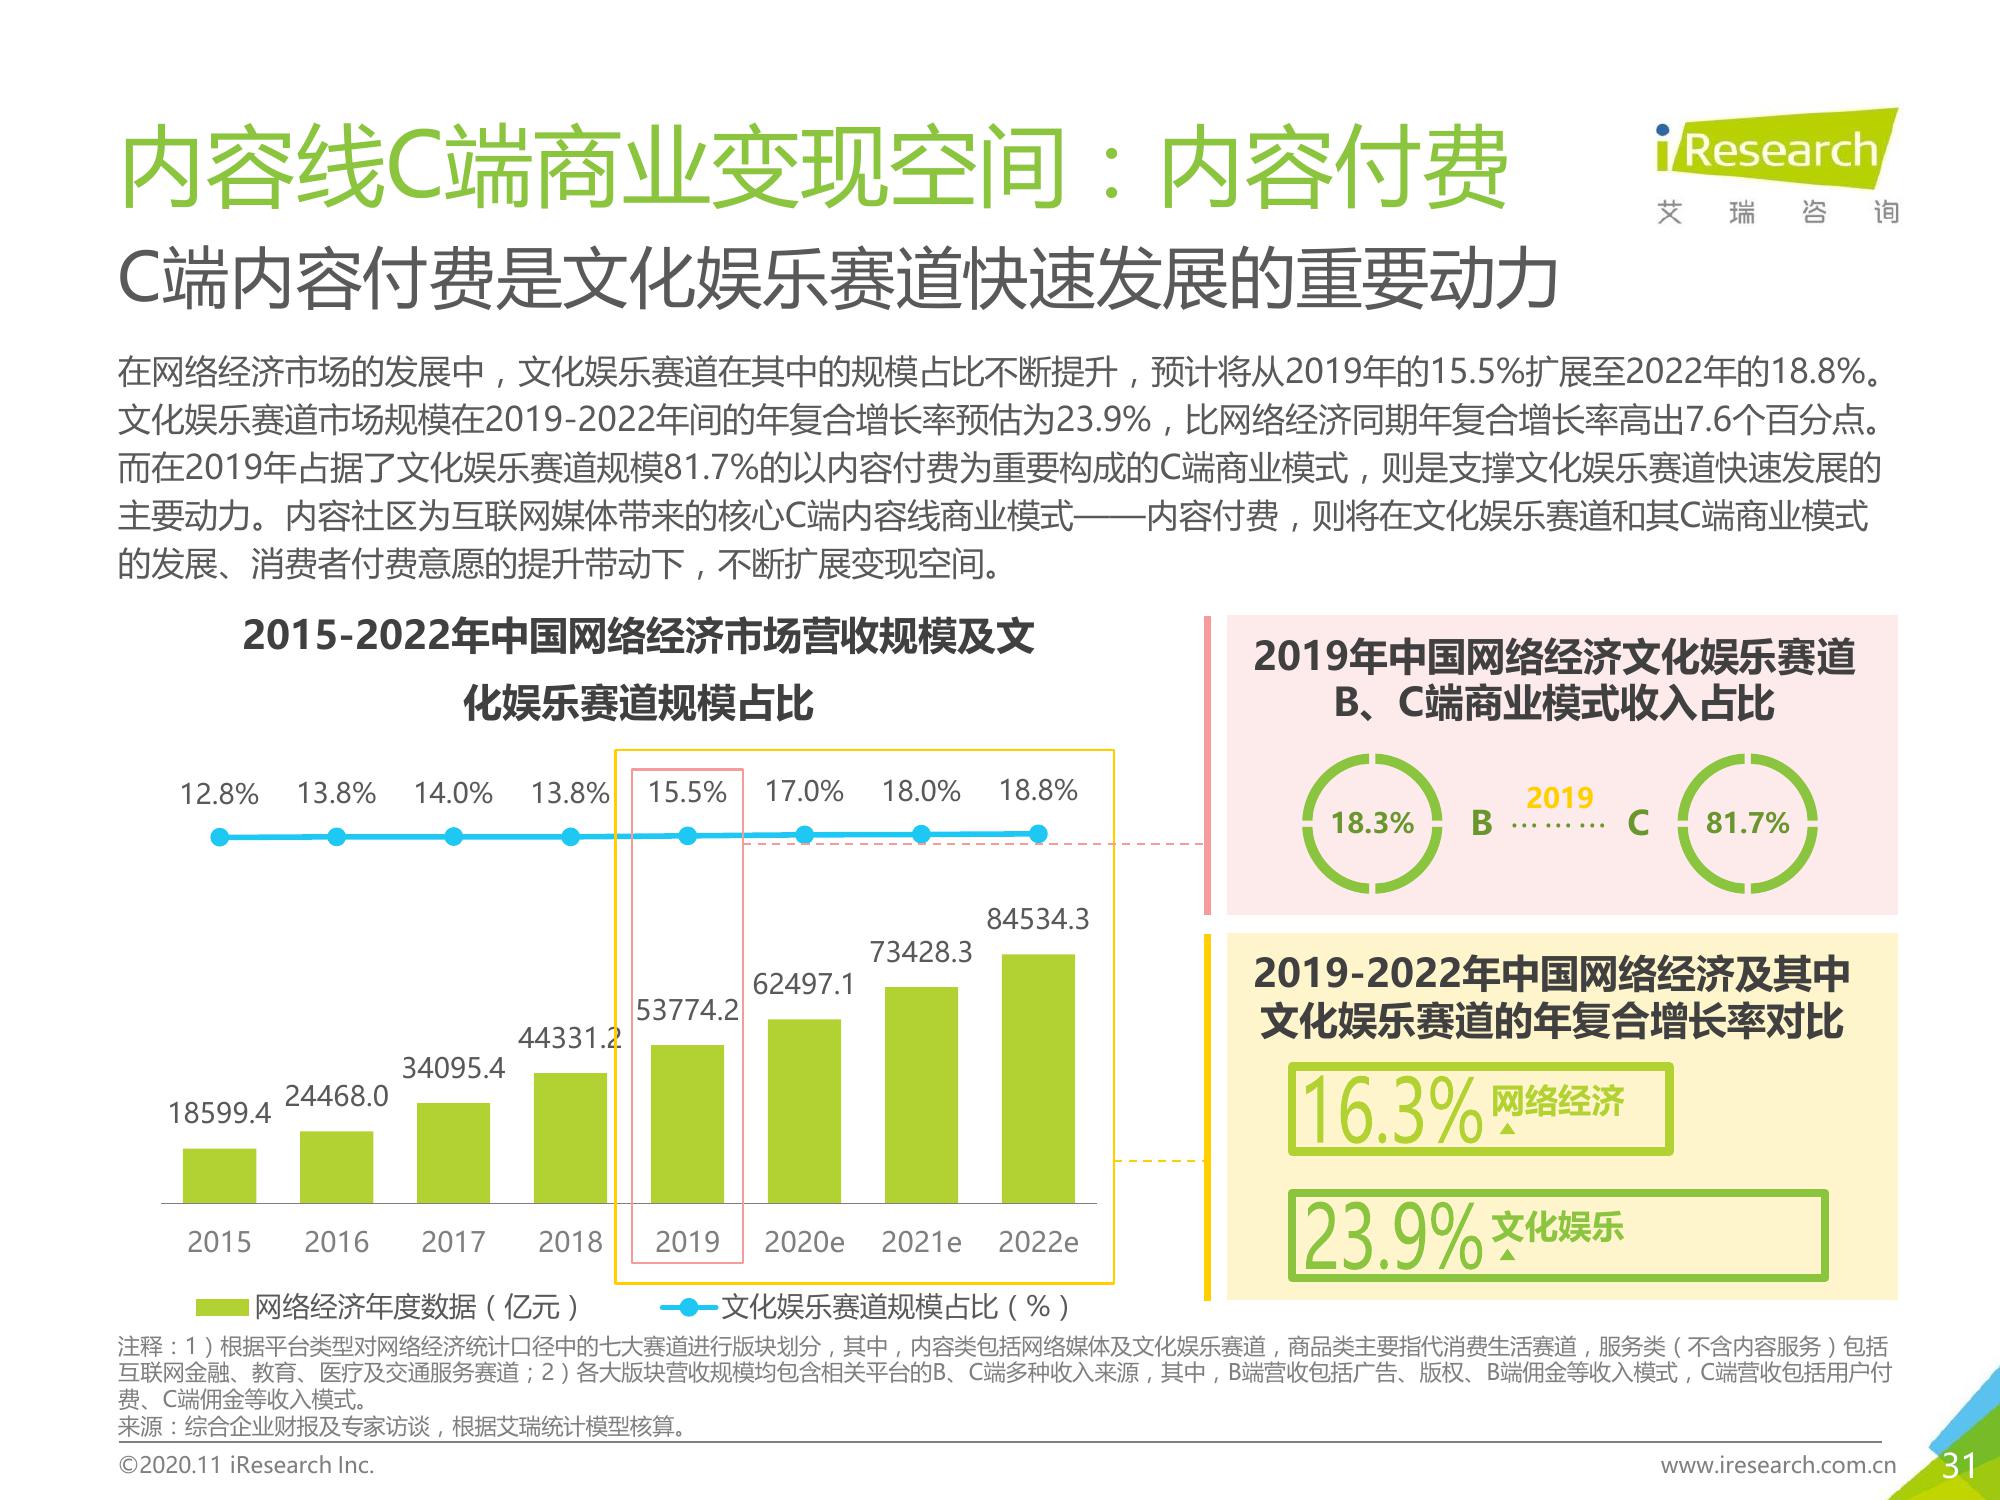 内容线C端商业变现空间：内容付费
iResearch
艾瑞咨询
C端内容付费是文化娱乐赛道快速发展的重要动力
在网络经济市场的发展中，文化娱乐赛道在其中的规模占比不断提升，预计将从2019年的15.5%扩展至2022年的18.8%。
文化娱乐赛道市场规模在2019-2022年间的年复合增长率预估为23.9%，比网络经济同期年复合增长率高出7.6个百分点。
而在2019年占据了文化娱乐赛道规模81.7%的以内容付费为重要构成的C端商业模式，则是支撑文化娱乐赛道快速发展的
主要动力。内容社区为互联网媒体带来的核心C端内容线商业模式——内容付费，则将在文化娱乐赛道和其C端商业模式
的发展、消费者付费意愿的提升带动下，不断扩展变现空间。
2015-2022年中国网络经济市场营收规模及文
化娱乐赛道规模占比
12.8% 13.8% 14.0% 13.8% 15.5% 17.0% 18.0% 18.8%
18599.4 24468.0 34095.4 44331.2 53774.2 62497.1 73428.3 84534.3
2015 2016 2017 2018 2019 2020e 2021e 2022e
网络经济年度数据（亿元） 文化娱乐赛道规模占比（%）
2019年中国网络经济文化娱乐赛道
B、C端商业模式收入占比
2019
18.3% B ……… C 81.7%
2019-2022年中国网络经济及其中
文化娱乐赛道的年复合增长率对比
16.3% 网络经济
23.9% 文化娱乐
注释：1）根据平台类型对网络经济统计口径中的七大赛道进行版块划分，其中，内容类包括网络媒体及文化娱乐赛道，商品类主要指代消费生活赛道，服务类（不含内容服务）包括
互联网金融、教育、医疗及交通服务赛道；2）各大版块营收规模均包含相关平台的B、C端多种收入来源，其中，B端营收包括广告、版权、B端佣金等收入模式，C端营收包括用户付
费、C端佣金等收入模式。
来源：综合企业财报及专家访谈，根据艾瑞统计模型核算。
©2020.11 iResearch Inc.
www.iresearch.com.cn
31